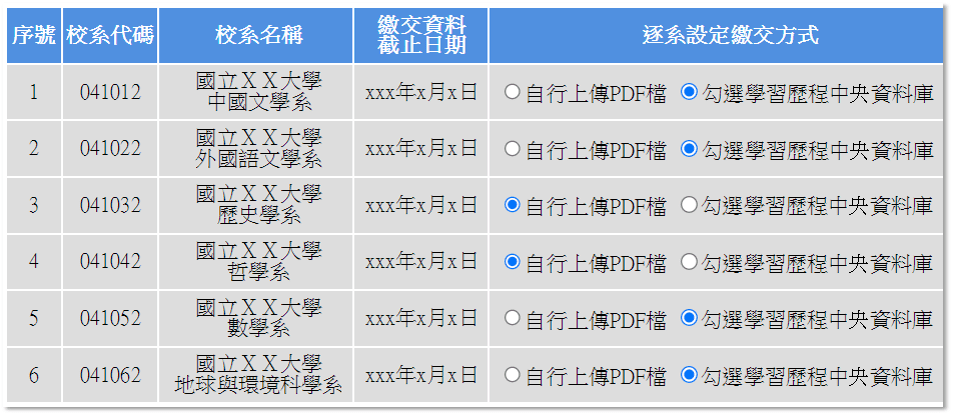 序號 校系代碼 校系名稱 繳交資料 逐系設定繳交方式
截止日期
1 041012 國立ＸＸ大學 xxx年x月x日 自行上傳PDF檔 勾選學習歷程中央資料庫
中國文學系
2 041022 國立ＸＸ大學 xxx年x月x日 自行上傳PDF檔 勾選學習歷程中央資料庫
外國語文學系
3 041032 國立ＸＸ大學 xxx年x月x日 自行上傳PDF檔 勾選學習歷程中央資料庫
歷史學系
4 041042 國立ＸＸ大學 xxx年x月x日 自行上傳PDF檔 勾選學習歷程中央資料庫
哲學系
5 041052 國立ＸＸ大學 xxx年x月x日 自行上傳PDF檔 勾選學習歷程中央資料庫
數學系
6 041062 國立ＸＸ大學 xxx年x月x日 自行上傳PDF檔 勾選學習歷程中央資料庫
地球與環境科學系